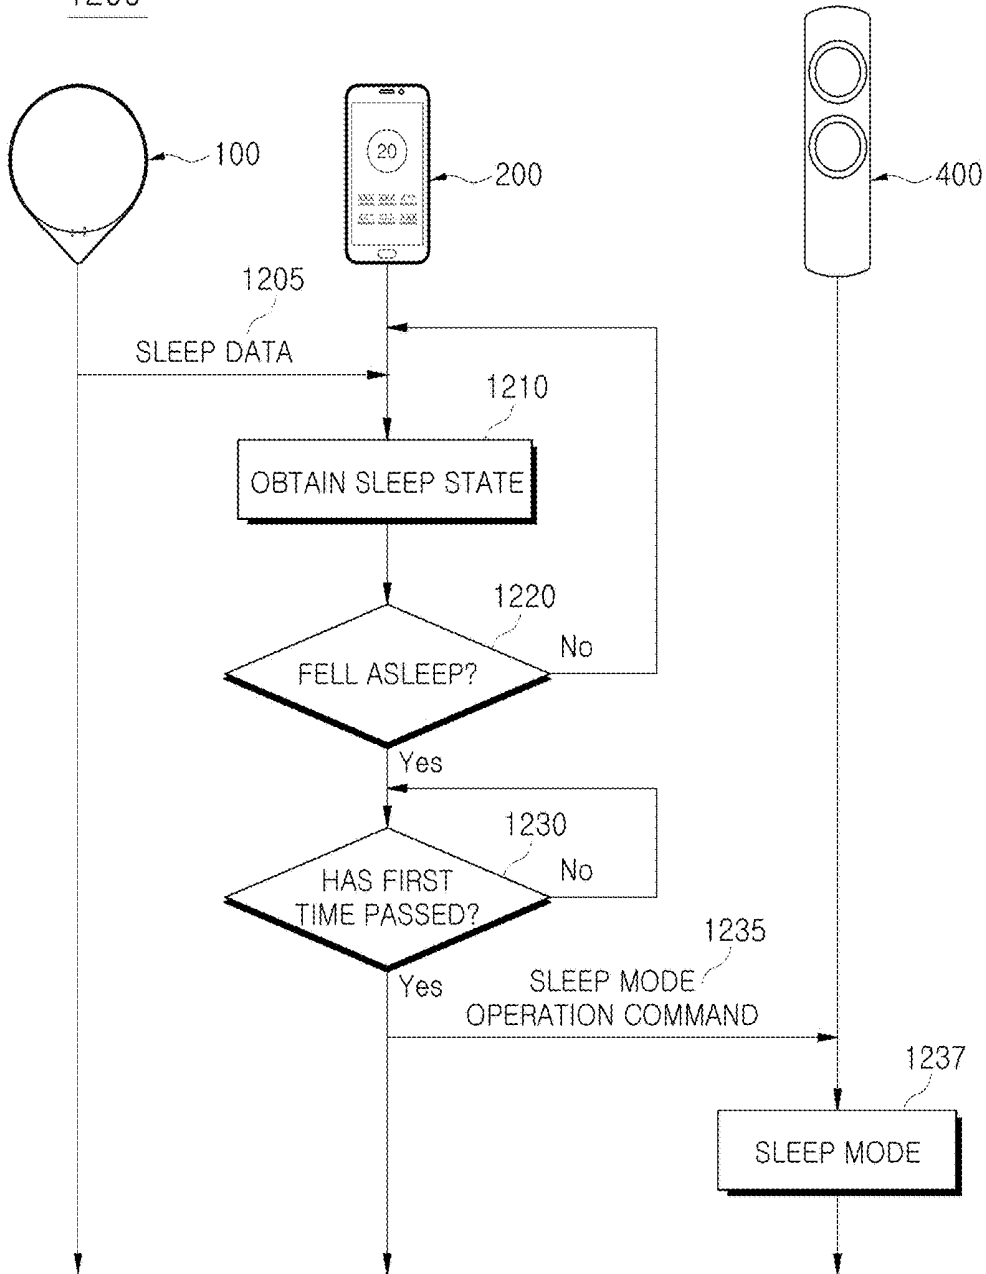 1200
100
20
200
400
1205
SLEEP DATA
1210
OBTAIN SLEEP STATE
1220
FELL ASLEEP?
No
Yes
1230
HAS FIRST
TIME PASSED?
No
1235
Yes
SLEEP MODE
OPERATION COMMAND
1237
SLEEP MODE